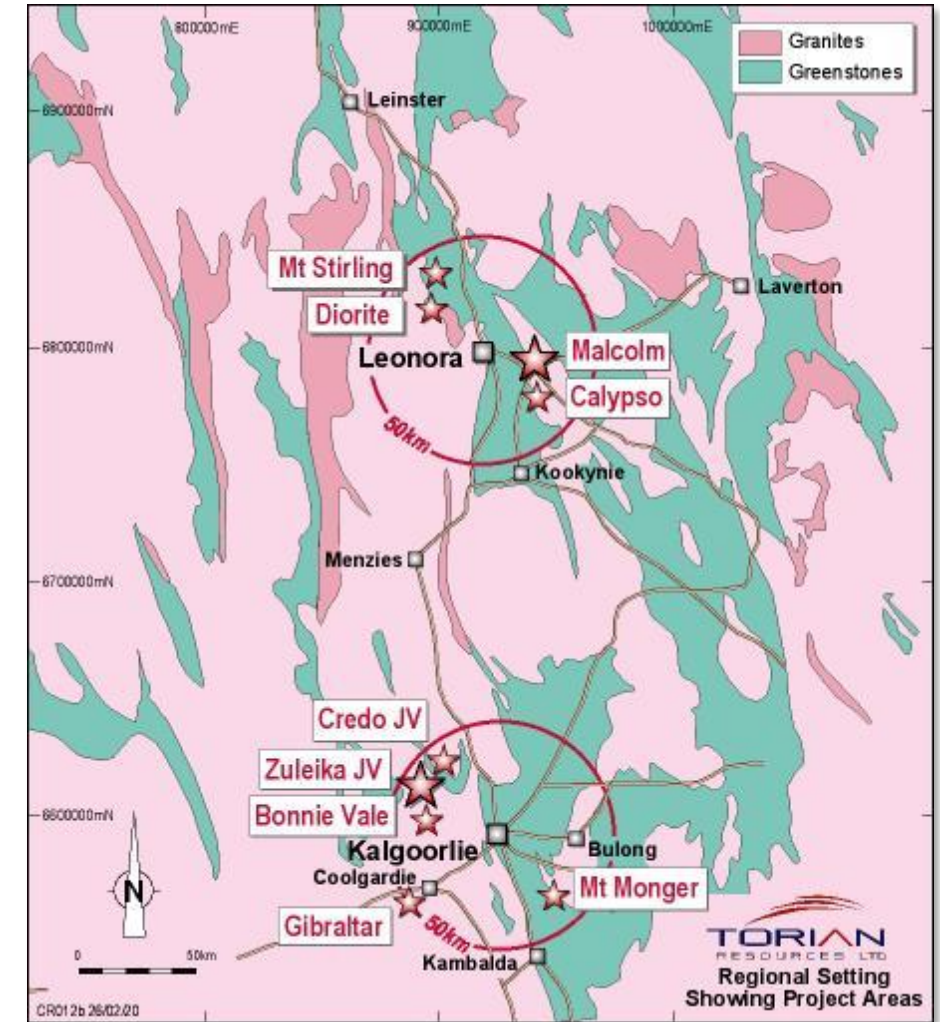 800000mE
900000mE
1000000mE
Granites
Greenstones
6900000mN
Leinster
Mt Stirling
Laverton
Diorite
6800000mN
Leonora
Malcolm
Calypso
50km
Kookynie
Menzies
6700000mN
Credo JV
Zuleika JV
Bonnie Vale
6600000mN
Kalgoorlie
Bulong
Coolgardie
Mt Monger
N
Gibraltar
50km
Kambalda
0 50km
TORIAN
RESOURCES LTD
Regional Setting
Showing Project Areas
CR012b 26/02/20